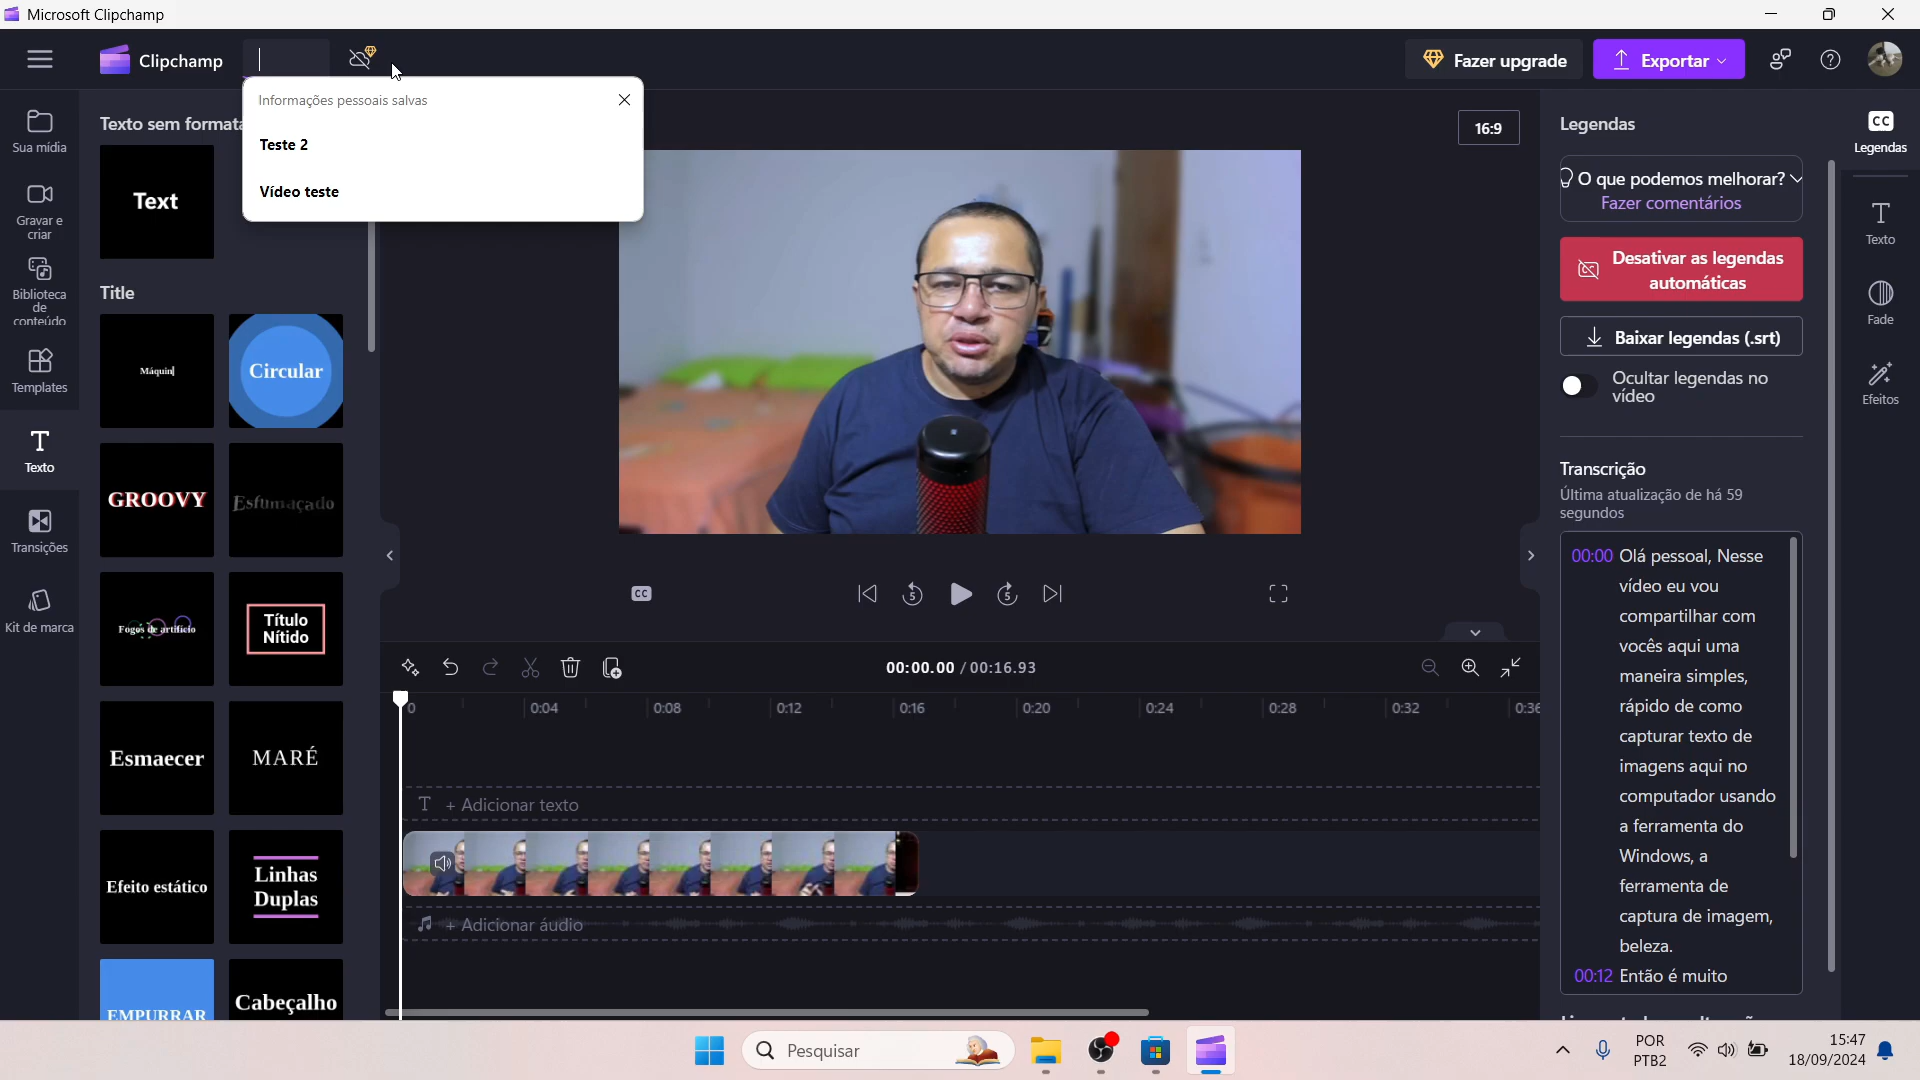 Microsoft Clipchamp
Clipchamp
Fazer upgrade
Exportar
Informações pessoais salvas
Teste 2
Vídeo teste
Sua mídia
Gravar e
criar
Biblioteca
de
conteúdo
Templates
Texto
Transições
Kit de marca
Texto sem formata
Text
Title
Máquin
Circular
GROOVY
Esfumaçado
Fogos de artifício
Título
Nítido
Esmaecer
MARÉ
Efeito estático
Linhas
Duplas
EMPURRAR
Cabeçalho
16:9
CC
5
5
00:00.00 / 00:16.93
0
0:04
0:08
0:12
0:16
0:20
0:24
0:28
0:32
0:36
T + Adicionar texto
+ Adicionar áudio
Legendas
O que podemos melhorar?
Fazer comentários
Desativar as legendas
automáticas
Baixar legendas (.srt)
Ocultar legendas no
vídeo
Transcrição
Última atualização de há 59
segundos
00:00 Olá pessoal, Nesse
vídeo eu vou
compartilhar com
vocês aqui uma
maneira simples,
rápido de como
capturar texto de
imagens aqui no
computador usando
a ferramenta do
Windows, a
ferramenta de
captura de imagem,
beleza.
00:12 Então é muito
CC
Legendas
Texto
Fade
Efeitos
Pesquisar
POR
PTB2
15:47
18/09/2024